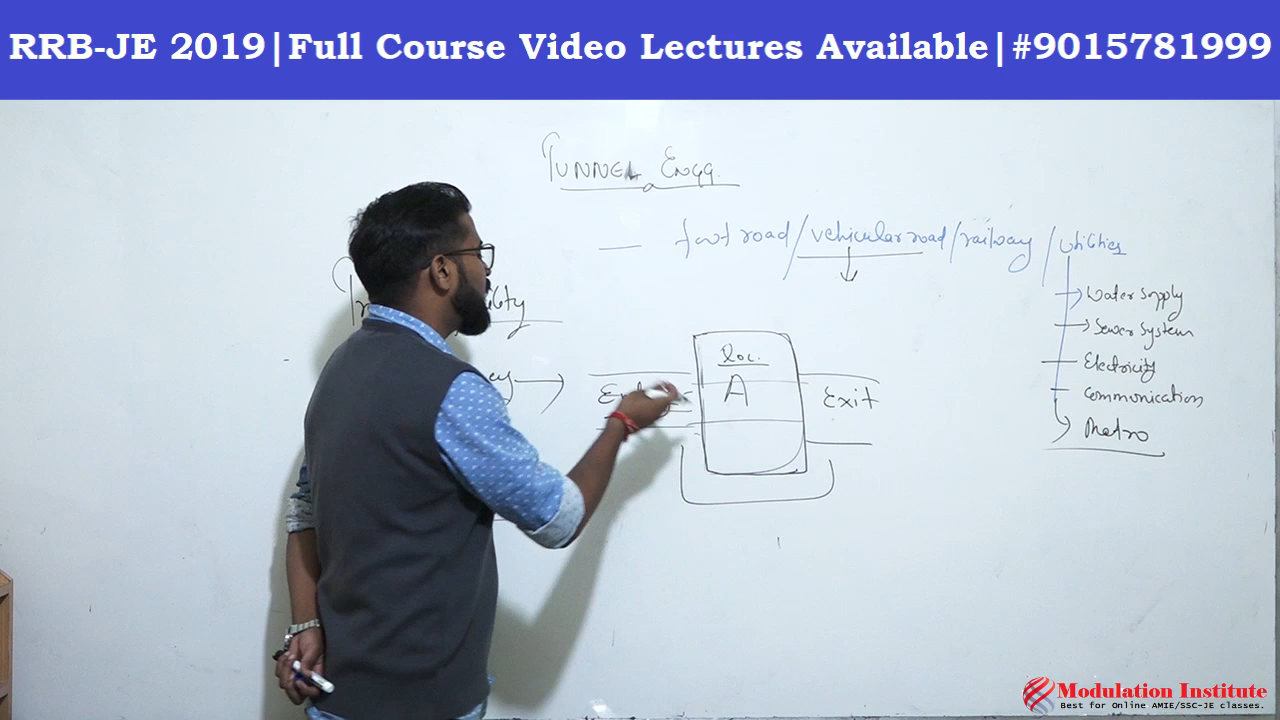 RRB-JE 2019|Full Course Video Lectures Available|#9015781999
TUNNEL Engg.
foot road / vehicular road / railway / utilities
Water Supply
Sewer System
Electricity
Communication
Metro
Loc.
A
Exit
Modulation Institute
Best for Online AMIE/SSC-JE classes.